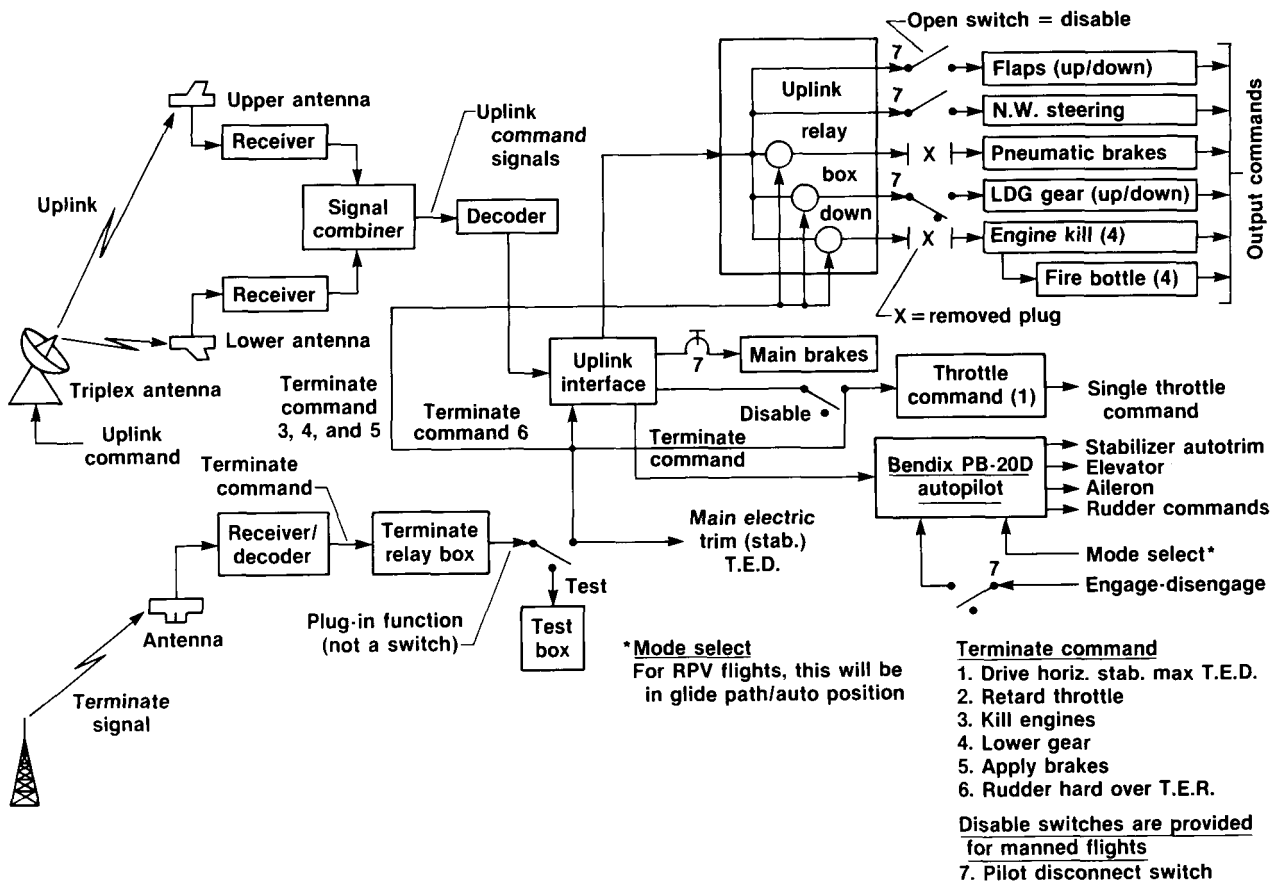 Open switch = disable
7
Flaps (up/down)
Upper antenna
Uplink
command
signals
Uplink
7
N.W. steering
Receiver
relay
X
Pneumatic brakes
Uplink
Signal
combiner
Decoder
box
7
LDG gear (up/down)
down
X
Engine kill (4)
Output commands
Fire bottle (4)
Receiver
X = removed plug
Lower antenna
Triplex antenna
Uplink
interface
7
Main brakes
Throttle
command (1)
Single throttle
command
Terminate
command
3, 4, and 5
Terminate
command 6
Disable
Uplink
command
Terminate
command
Terminate
command
Bendix PB-20D
autopilot
Stabilizer autotrim
Elevator
Aileron
Rudder commands
Receiver/
decoder
Terminate
relay box
Main electric
trim (stab.)
T.E.D.
Mode select*
7
Engage-disengage
Test
Antenna
Plug-in function
(not a switch)
Test
box
*Mode select
For RPV flights, this will be
in glide path/auto position
Terminate
signal
Terminate command
1. Drive horiz. stab. max T.E.D.
2. Retard throttle
3. Kill engines
4. Lower gear
5. Apply brakes
6. Rudder hard over T.E.R.
Disable switches are provided
for manned flights
7. Pilot disconnect switch